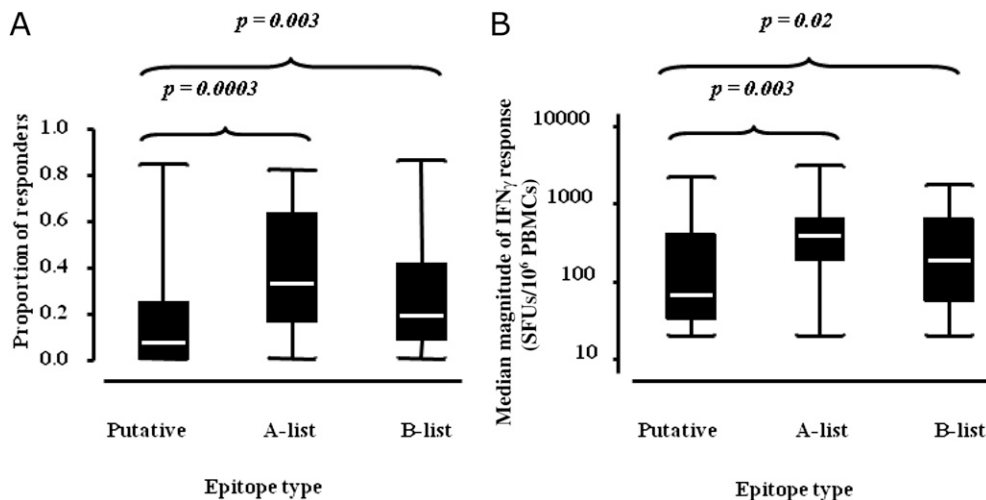 A
p = 0.003
p = 0.0003
Proportion of responders
1.0
0.8
0.6
0.4
0.2
0.0
Putative
A-list
B-list
Epitope type
B
p = 0.02
p = 0.003
Median magnitude of IFNγ response
(SFUs/10⁶ PBMCs)
10000
1000
100
10
Putative
A-list
B-list
Epitope type